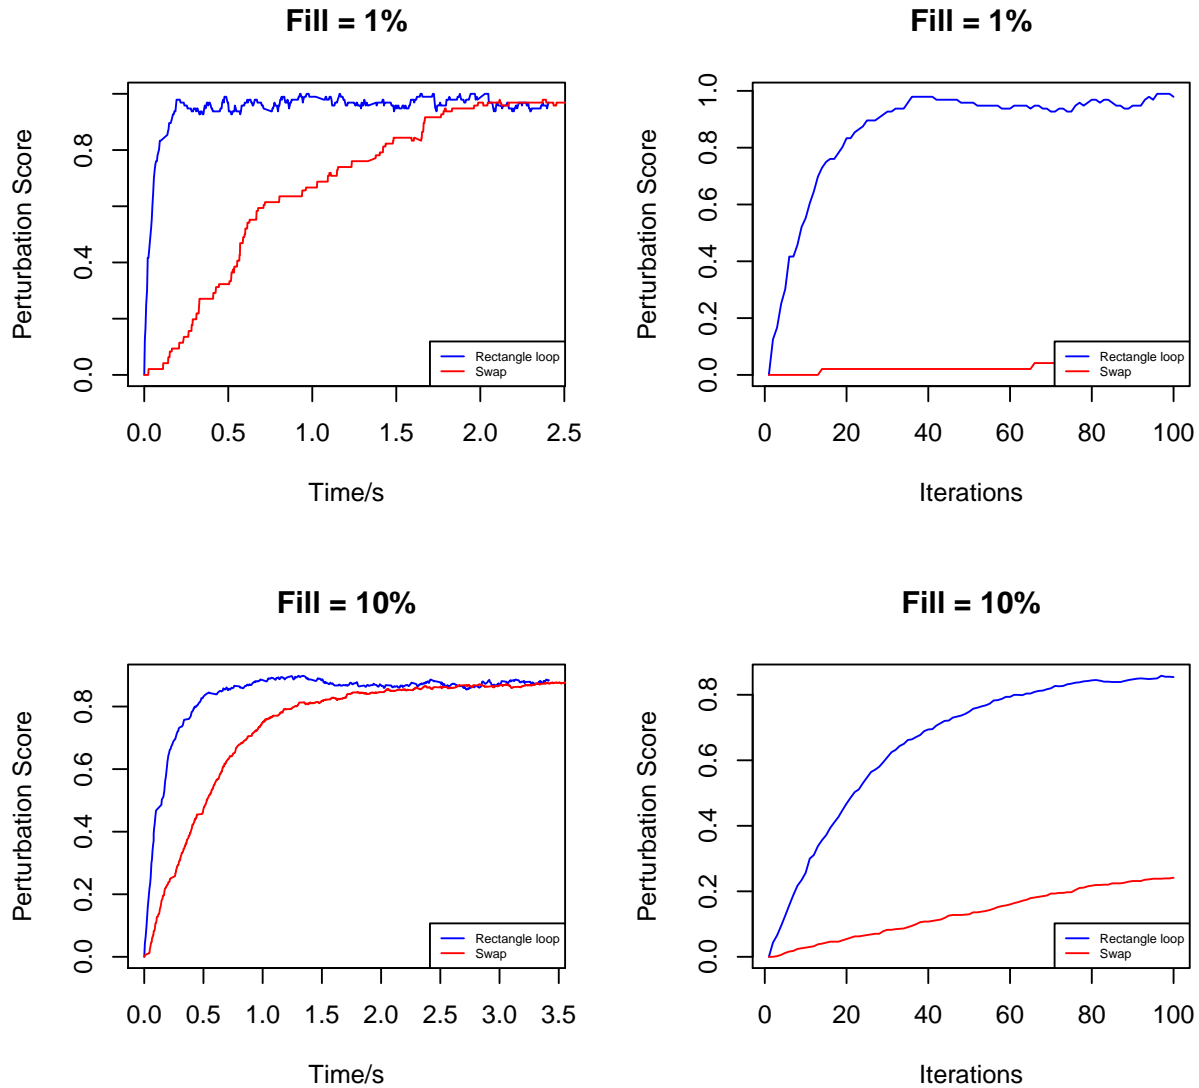 Fill = 1%
Perturbation Score
0.0 0.4 0.8
Rectangle loop
Swap
0.0 0.5 1.0 1.5 2.0 2.5
Time/s
Fill = 1%
Perturbation Score
0.0 0.2 0.4 0.6 0.8 1.0
Rectangle loop
Swap
0 20 40 60 80 100
Iterations
Fill = 10%
Perturbation Score
0.0 0.2 0.4 0.6 0.8
Rectangle loop
Swap
0.0 0.5 1.0 1.5 2.0 2.5 3.0 3.5
Time/s
Fill = 10%
Perturbation Score
0.0 0.2 0.4 0.6 0.8
Rectangle loop
Swap
0 20 40 60 80 100
Iterations